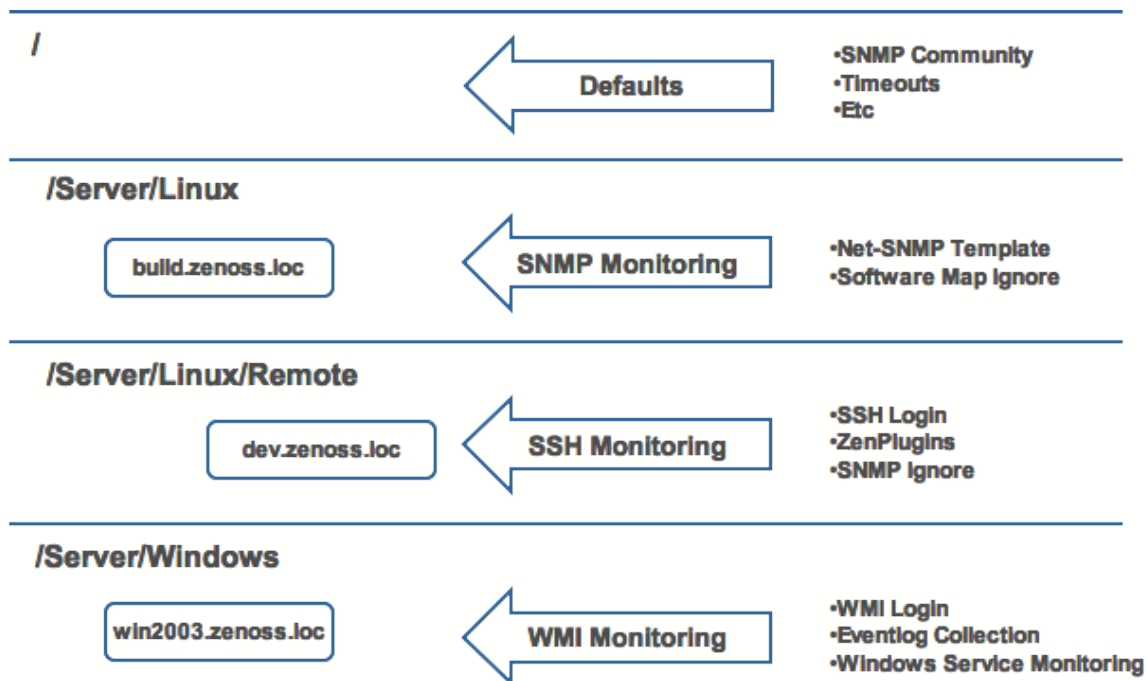 /
Defaults
•SNMP Community
•Timeouts
•Etc
/Server/Linux
build.zenoss.loc
SNMP Monitoring
•Net-SNMP Template
•Software Map Ignore
/Server/Linux/Remote
dev.zenoss.loc
SSH Monitoring
•SSH Login
•ZenPlugins
•SNMP Ignore
/Server/Windows
win2003.zenoss.loc
WMI Monitoring
•WMI Login
•Eventlog Collection
•Windows Service Monitoring